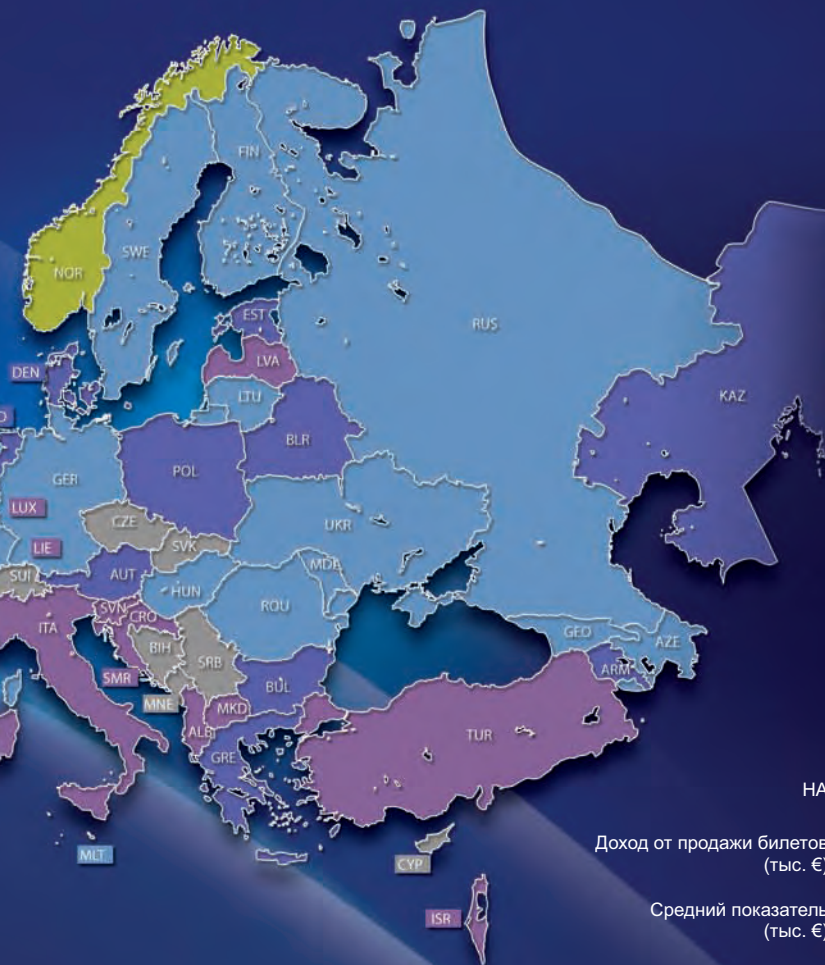 FIN
SWE
NOR
RUS
EST
LVA
DEN
LTU
KAZ
BLR
GER
POL
LUX
CZE
UKR
LIE
SVK
SUI
AUT
MDE
HUN
ROU
SVN
CRO
ITA
GEO
AZE
BIH
SRB
ARM
SMR
BUL
MNE
MKD
ALB
TUR
GRE
НА
Доход от продажи билетов
(тыс. €)
MLT
CYP
Средний показатель
(тыс. €)
ISR